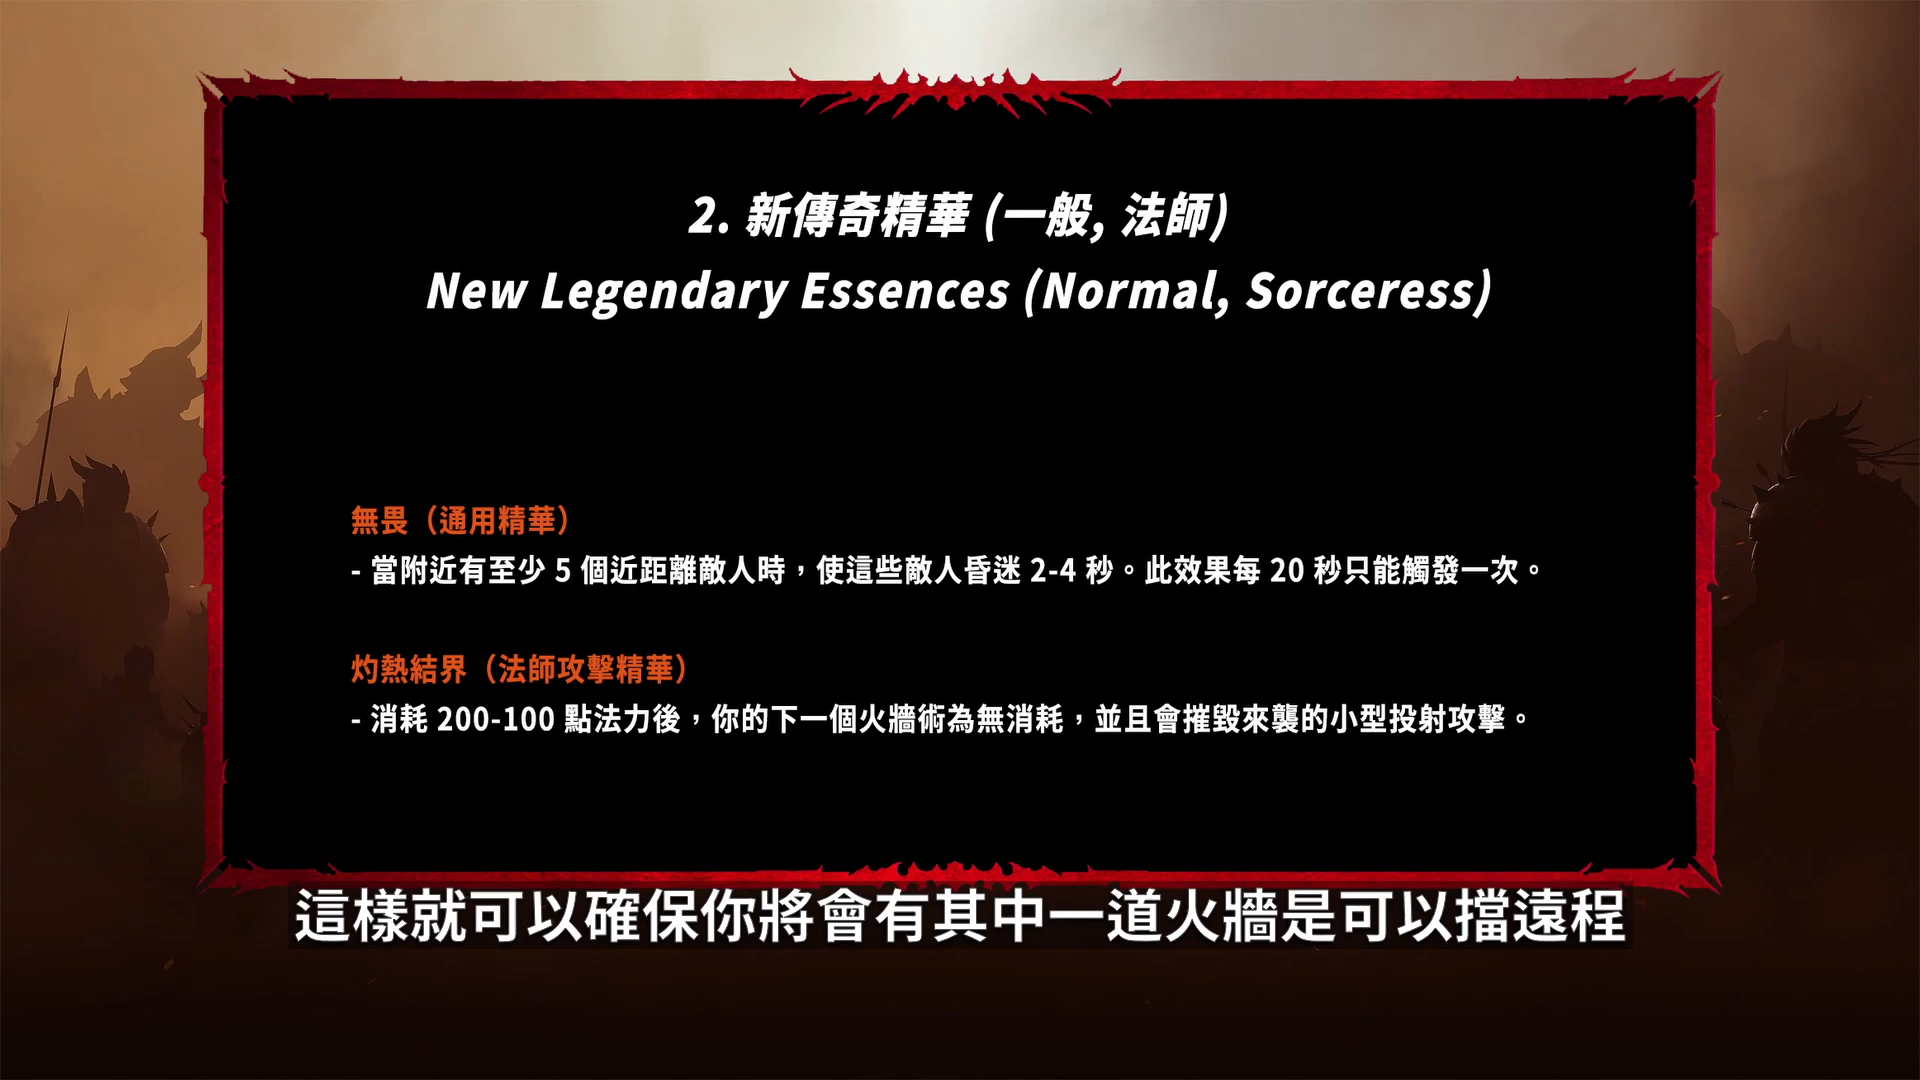 2. 新傳奇精華 (一般, 法師)
New Legendary Essences (Normal, Sorceress)
無畏（通用精華）
- 當附近有至少 5 個近距離敵人時，使這些敵人昏迷 2-4 秒。此效果每 20 秒只能觸發一次。
灼熱結界（法師攻擊精華）
- 消耗 200-100 點法力後，你的下一個火牆術為無消耗，並且會摧毀來襲的小型投射攻擊。
這樣就可以確保你將會有其中一道火牆是可以擋遠程